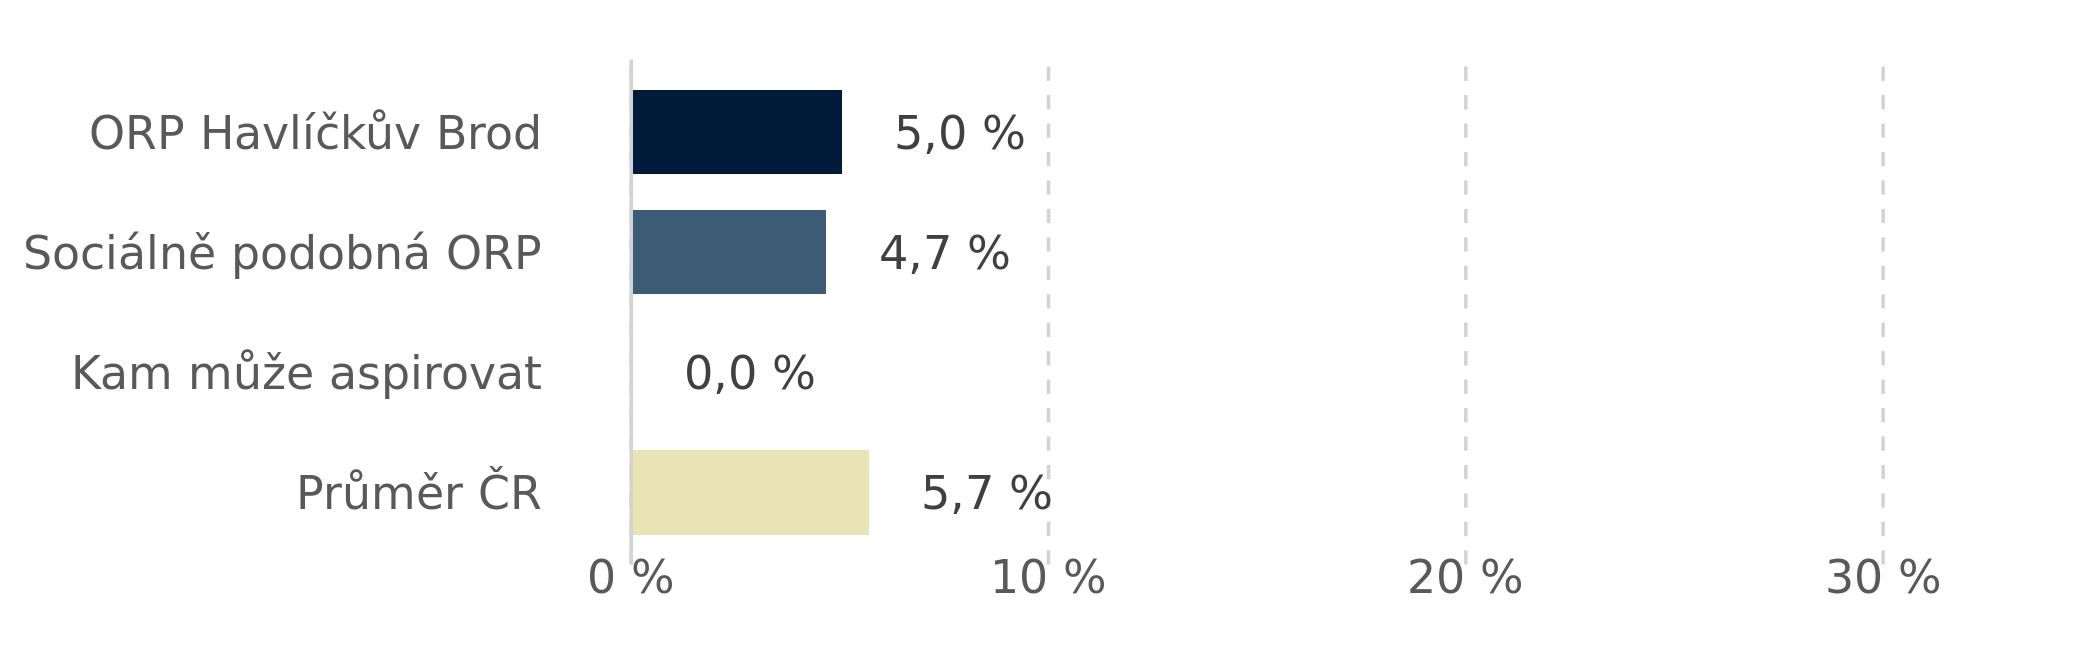 ORP Havlíčkův Brod 5,0 %
Sociálně podobná ORP 4,7 %
Kam může aspirovat 0,0 %
Průměr ČR 5,7 %
0 % 10 % 20 % 30 %